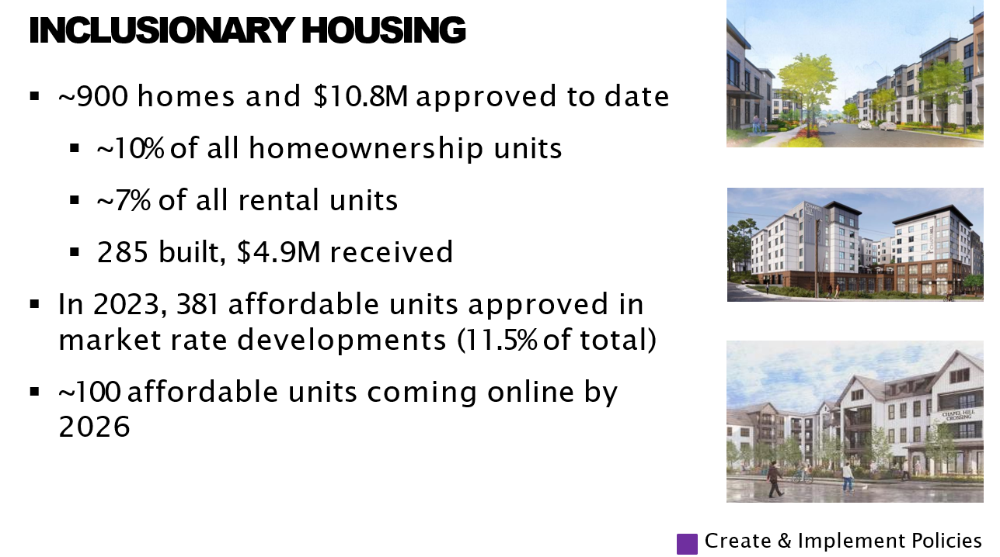 INCLUSIONARY HOUSING
▪ ~900 homes and $10.8M approved to date
▪ ~10% of all homeownership units
▪ ~7% of all rental units
▪ 285 built, $4.9M received
▪ In 2023, 381 affordable units approved in
market rate developments (11.5% of total)
▪ ~100 affordable units coming online by
2026
CHAPEL HILL
CROSSING
Create & Implement Policies